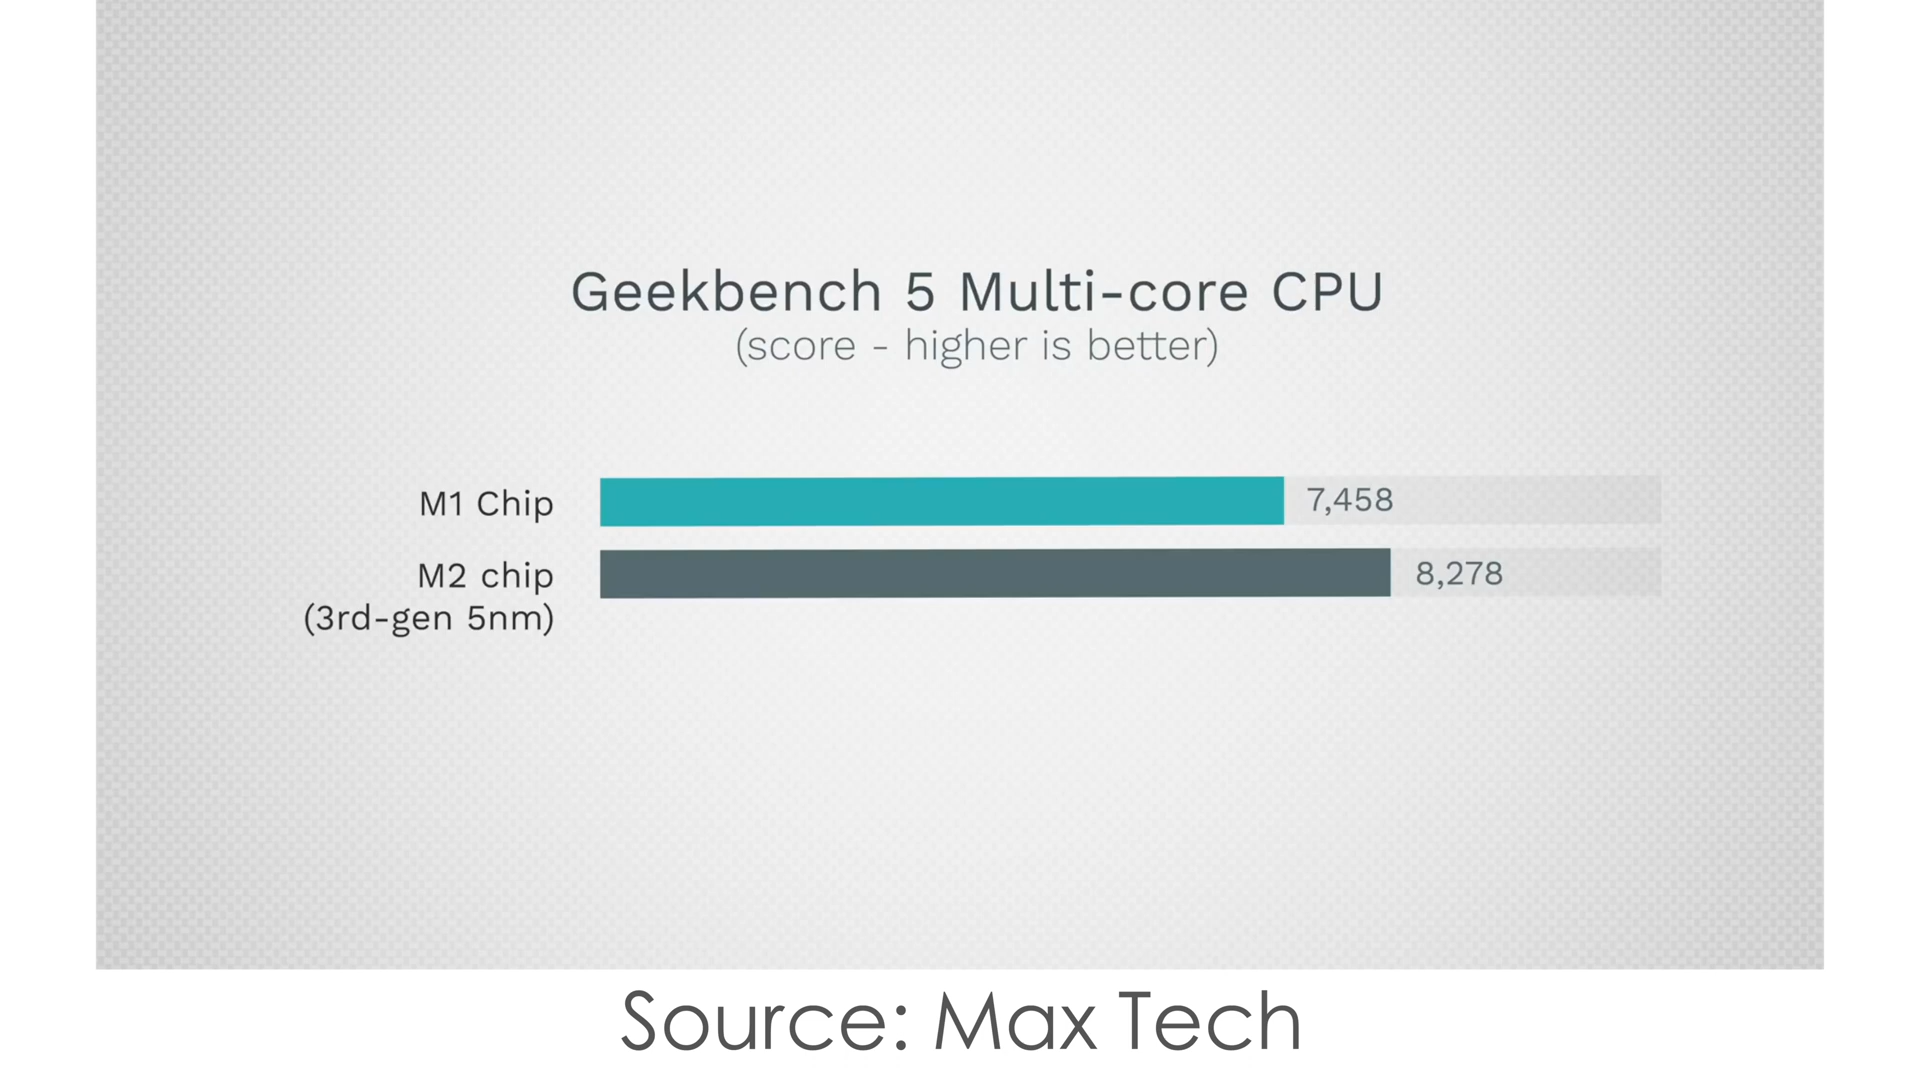 Geekbench 5 Multi-core CPU
(score - higher is better)
M1 Chip 7,458
M2 chip 8,278
(3rd-gen 5nm)
Source: Max Tech